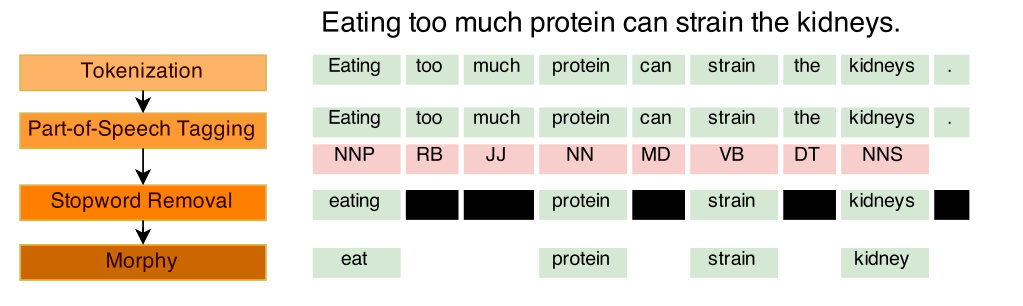 Eating too much protein can strain the kidneys.
Tokenization Eating too much protein can strain the kidneys .
Part-of-Speech Tagging Eating too much protein can strain the kidneys .
NNP RB JJ NN MD VB DT NNS
Stopword Removal eating protein strain kidneys
Morphy eat protein strain kidney